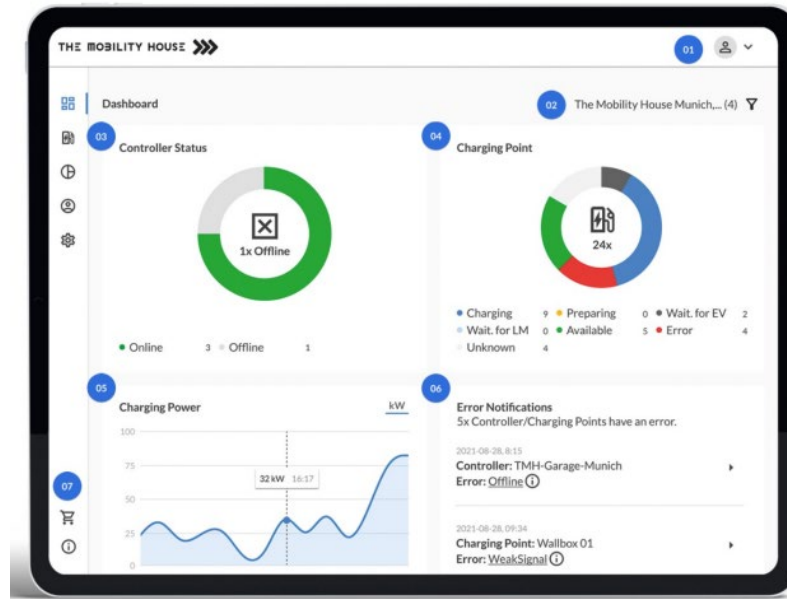 THE MOBILITY HOUSE
01
Dashboard
02
The Mobility House Munich,... (4)
03
Controller Status
1x Offline
Online 3 Offline 1
04
Charging Point
24x
Charging 9 Preparing 0 Wait. for EV 2
Wait. for LM 0 Available 5 Error 4
Unknown 4
05
Charging Power
kW
100
75
32 kW 16:17
50
25
0
06
Error Notifications
5x Controller/Charging Points have an error.
2021-08-28, 8:15
Controller: TMH-Garage-Munich
Error: Offline
2021-08-28, 09:34
Charging Point: Wallbox 01
Error: WeakSignal
07